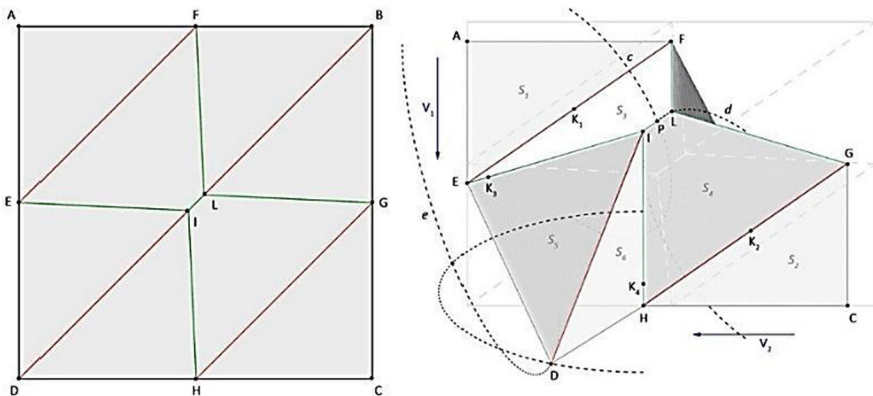 A F B
E L G
I
D H C
A F
c
S₁ S₃
V₁ K₁ P L d
I
E K₃ G
S₄
e S₅ S₆ K₂ S₂
K₄
H C
V₂
D